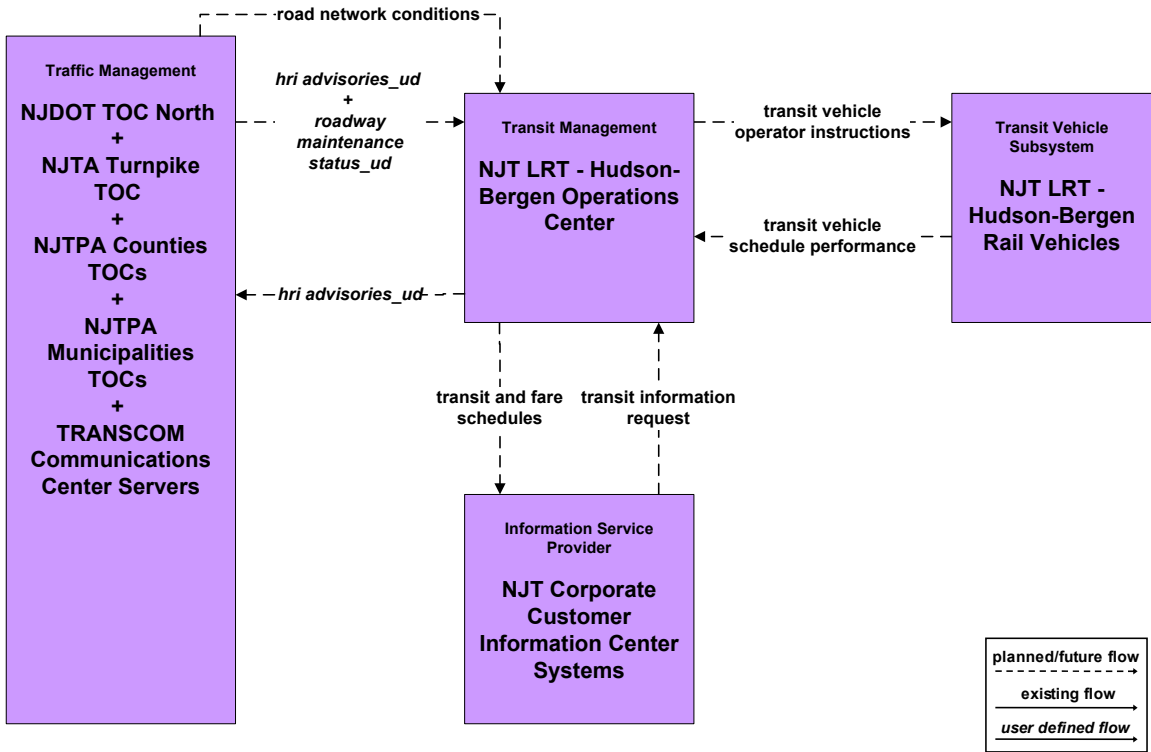 road network conditions
Traffic Management
NJDOT TOC North
+
NJTA Turnpike
TOC
+
NJTPA Counties
TOCs
+
NJTPA
Municipalities
TOCs
+
TRANSCOM
Communications
Center Servers
hri advisories_ud
+
roadway
maintenance
status_ud
hri advisories_ud
Transit Management
NJT LRT - Hudson-
Bergen Operations
Center
transit vehicle
operator instructions
transit vehicle
schedule performance
Transit Vehicle
Subsystem
NJT LRT -
Hudson-Bergen
Rail Vehicles
transit and fare
schedules
transit information
request
Information Service
Provider
NJT Corporate
Customer
Information Center
Systems
planned/future flow
existing flow
user defined flow